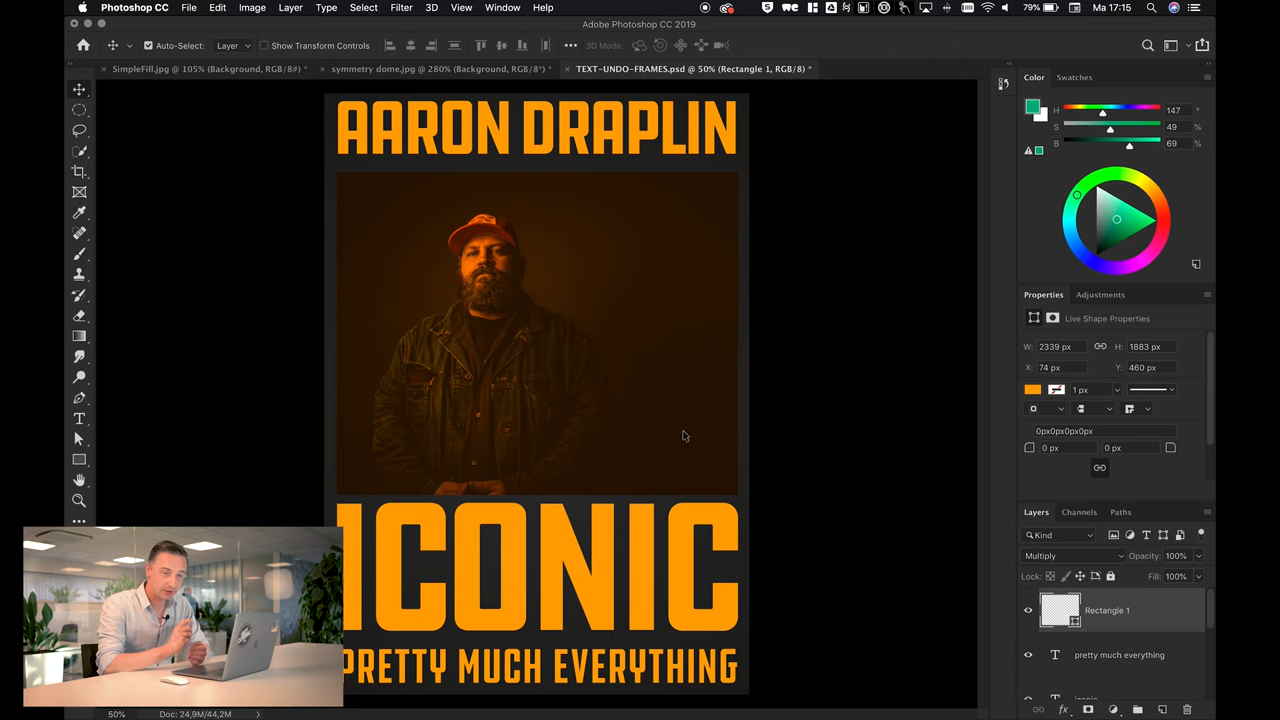 Photoshop CC File Edit Image Layer Type Select Filter 3D View Window Help 79% Ma 17:15
Adobe Photoshop CC 2019
Auto-Select: Layer Show Transform Controls 3D Mode:
SimpleFill.jpg @ 105% (Background, RGB/8#) * symmetry dome.jpg @ 280% (Background, RGB/8*) * TEXT-UNDO-FRAMES.psd @ 50% (Rectangle 1, RGB/8) *
Color Swatches
H 147 °
S 49 %
B 69 %
AARON DRAPLIN
Properties Adjustments
Live Shape Properties
W: 2339 px H: 1883 px
X: 74 px Y: 460 px
1 px
0px0px0px0px
0 px 0 px
ICONIC
PRETTY MUCH EVERYTHING
Layers Channels Paths
Kind
Multiply Opacity: 100%
Lock: Fill: 100%
Rectangle 1
pretty much everything
iconic
fx
50% Doc: 24,9M/44,2M